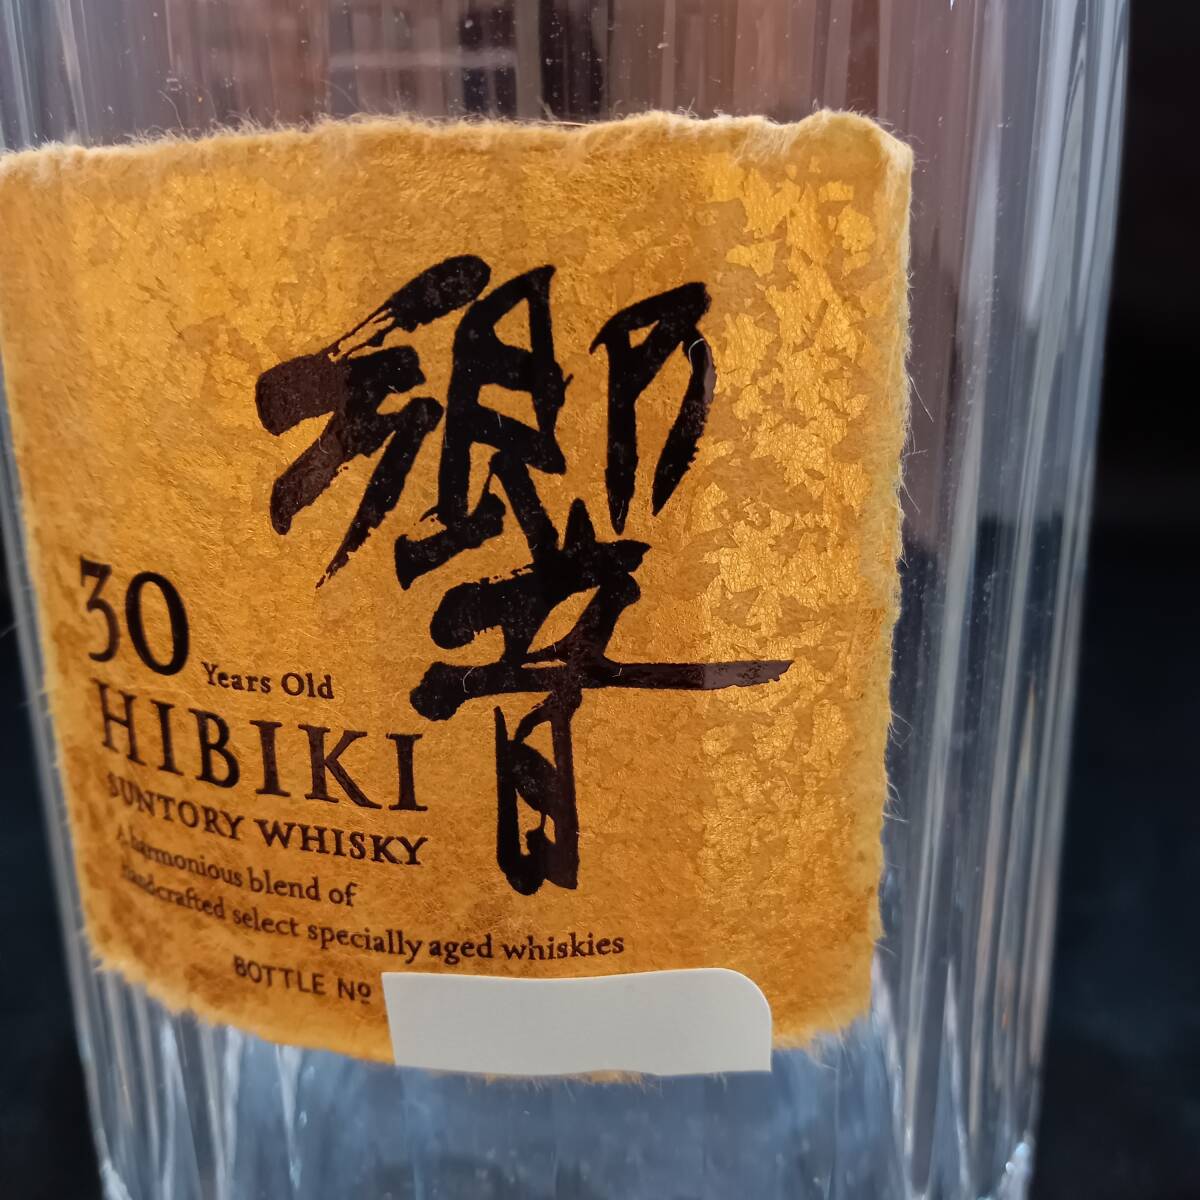 響
30 Years Old
HIBIKI
SUNTORY WHISKY
A harmonious blend of
handcrafted select specially aged whiskies
BOTTLE Nº